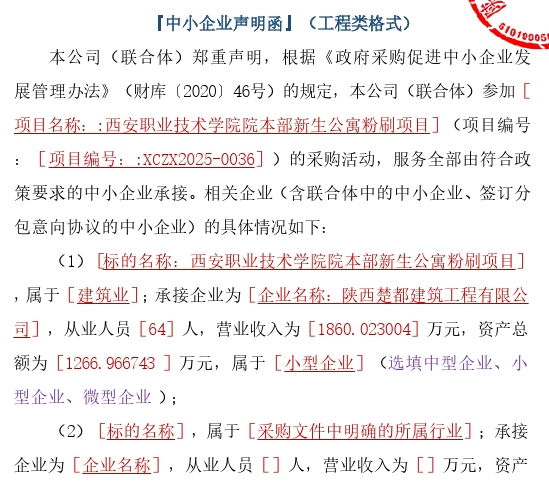 『中小企业声明函』（工程类格式）
本公司（联合体）郑重声明，根据《政府采购促进中小企业发
展管理办法》（财库〔2020〕46号）的规定，本公司（联合体）参加［
项目名称：:西安职业技术学院院本部新生公寓粉刷项目］（项目编号
：［项目编号：:XCZX2025-0036］）的采购活动，服务全部由符合政
策要求的中小企业承接。相关企业（含联合体中的中小企业、签订分
包意向协议的中小企业）的具体情况如下：
（1）[标的名称：西安职业技术学院院本部新生公寓粉刷项目］
，属于［建筑业］；承接企业为［企业名称：陕西楚都建筑工程有限公
司］，从业人员［64］人，营业收入为［1860.023004］万元，资产总
额为［1266.966743 ］万元，属于［小型企业］（选填中型企业、小
型企业、微型企业 ）；
（2）［标的名称］，属于［采购文件中明确的所属行业］；承接
企业为［企业名称］，从业人员［］人，营业收入为［］万元，资产